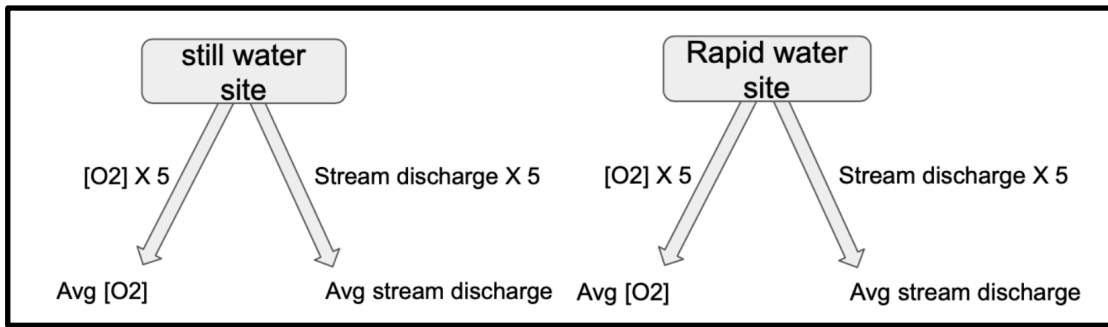 still water
site
[O2] X 5
Stream discharge X 5
Avg [O2]
Avg stream discharge
Rapid water
site
[O2] X 5
Stream discharge X 5
Avg [O2]
Avg stream discharge